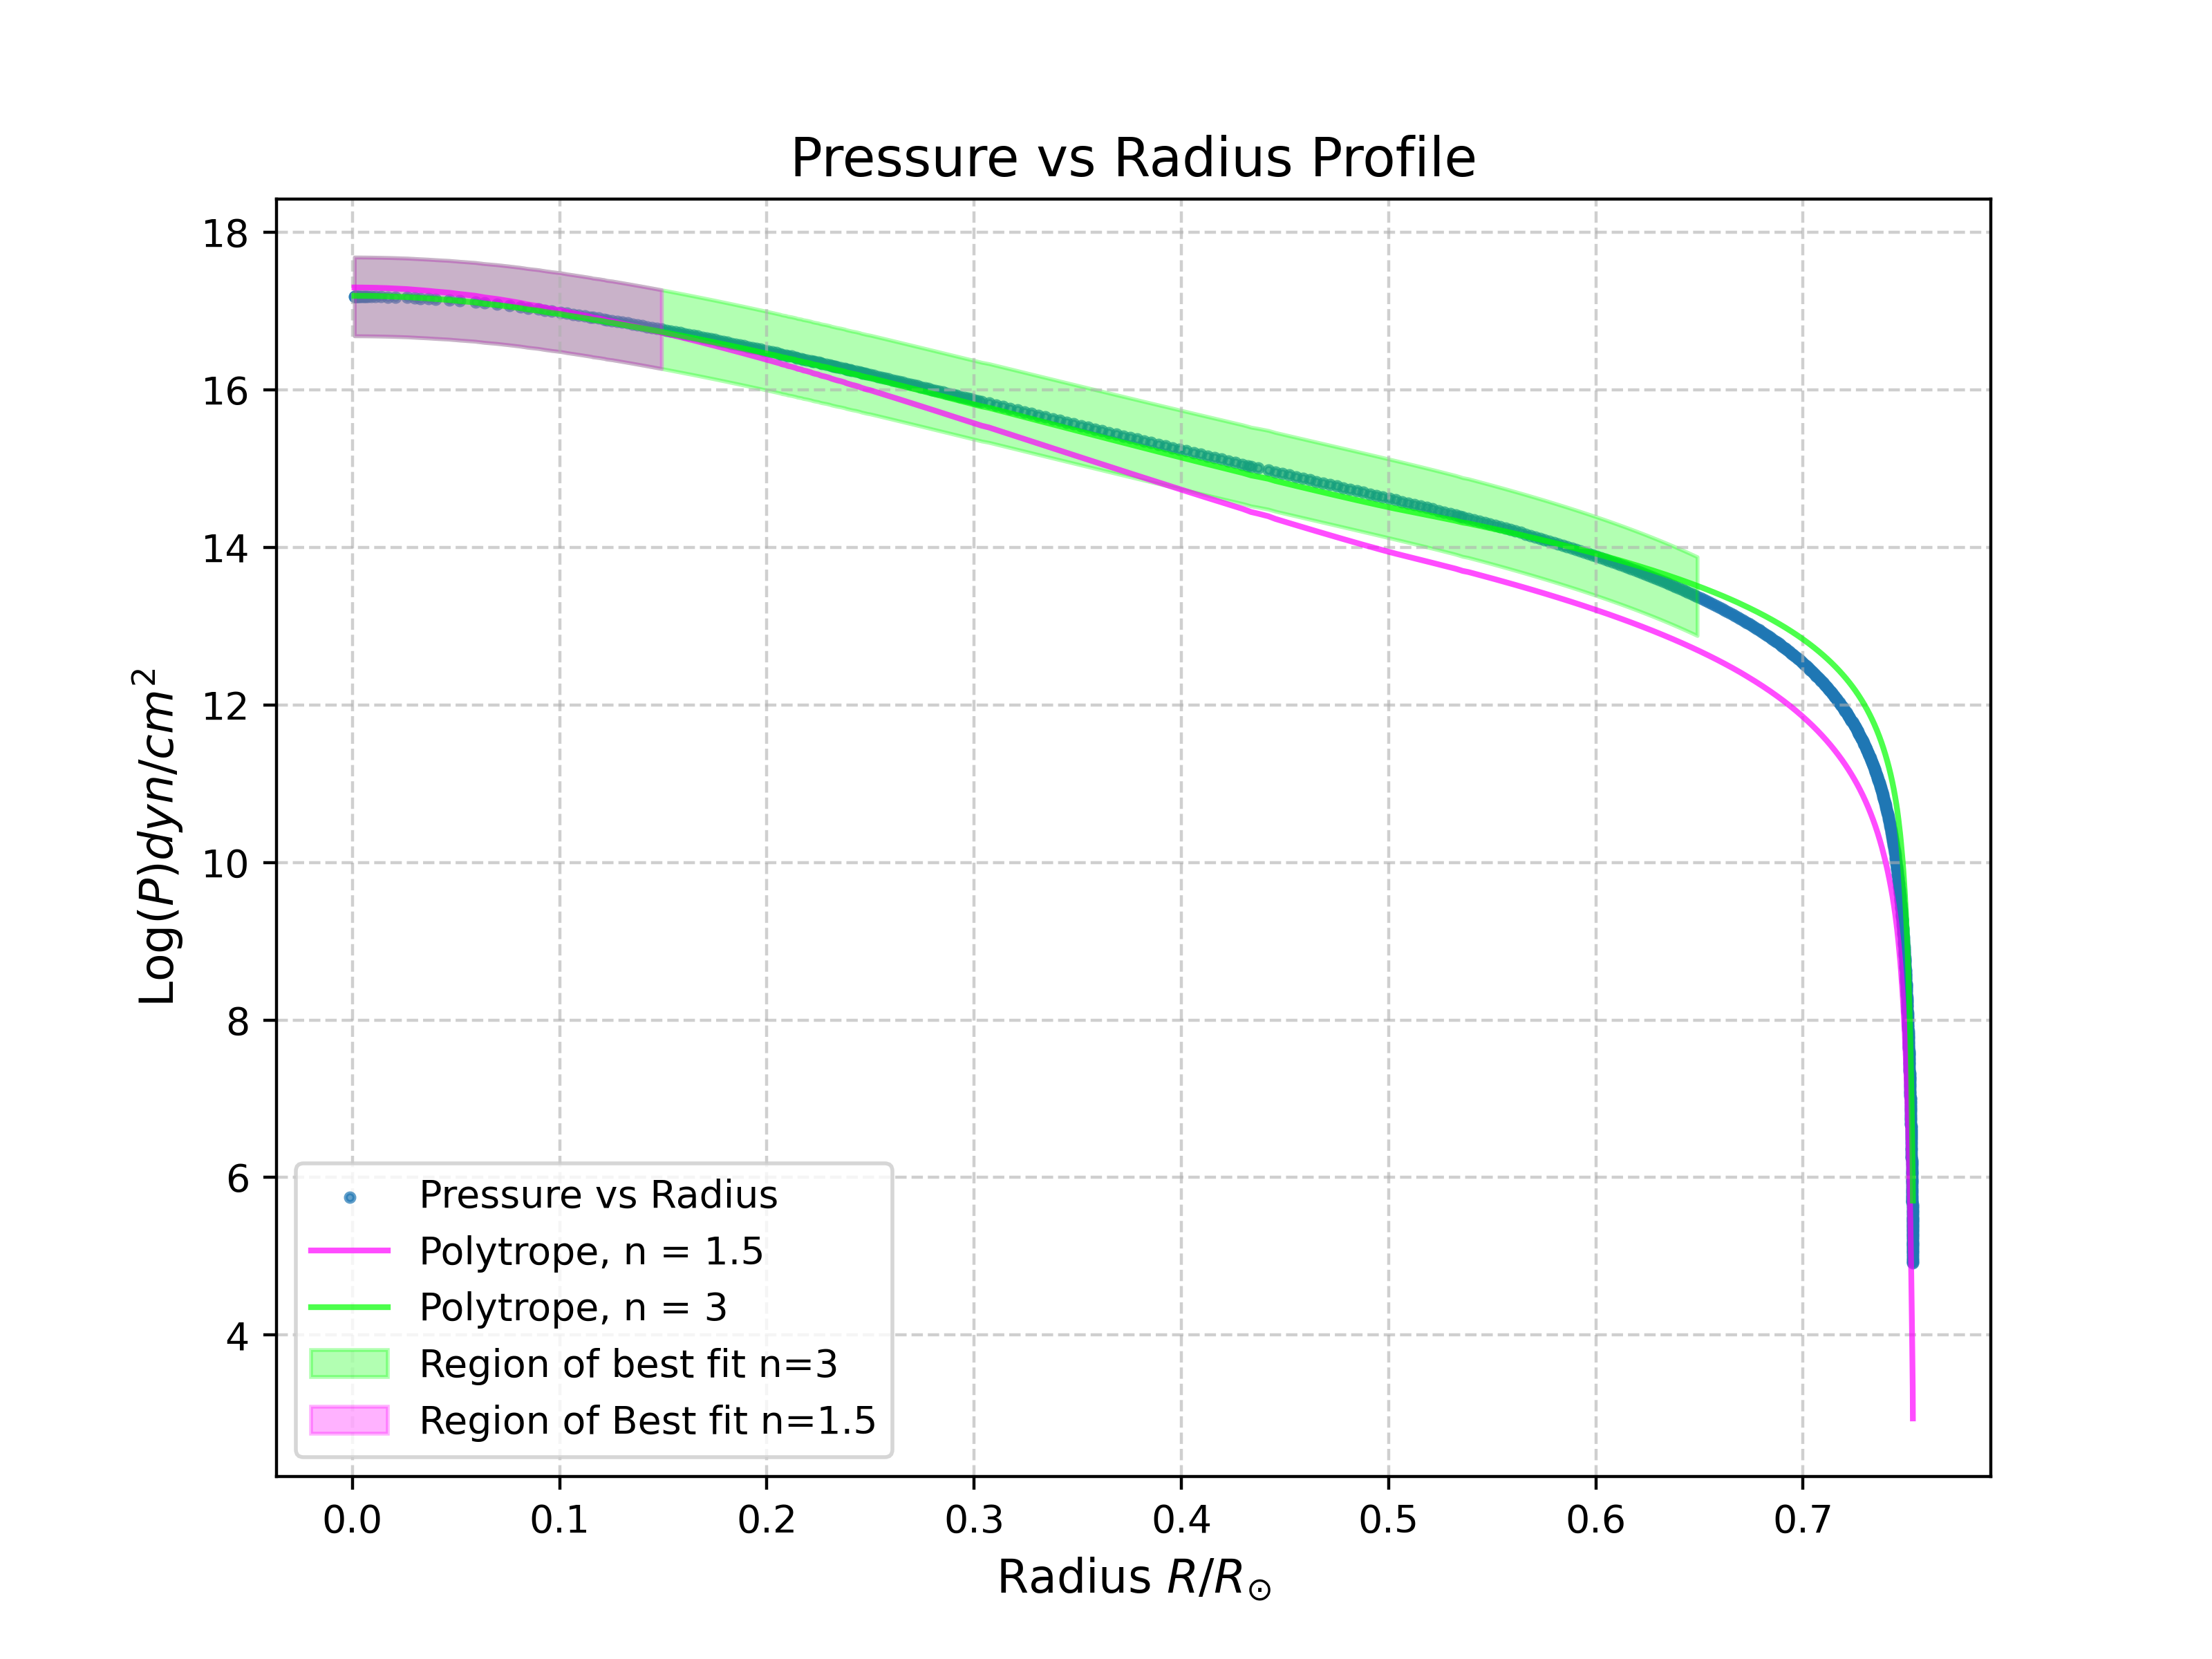 Pressure vs Radius Profile
Log(P)dyn/cm²
18
16
14
12
10
8
6
4
Pressure vs Radius
Polytrope, n = 1.5
Polytrope, n = 3
Region of best fit n=3
Region of Best fit n=1.5
0.0 0.1 0.2 0.3 0.4 0.5 0.6 0.7
Radius R/R☉